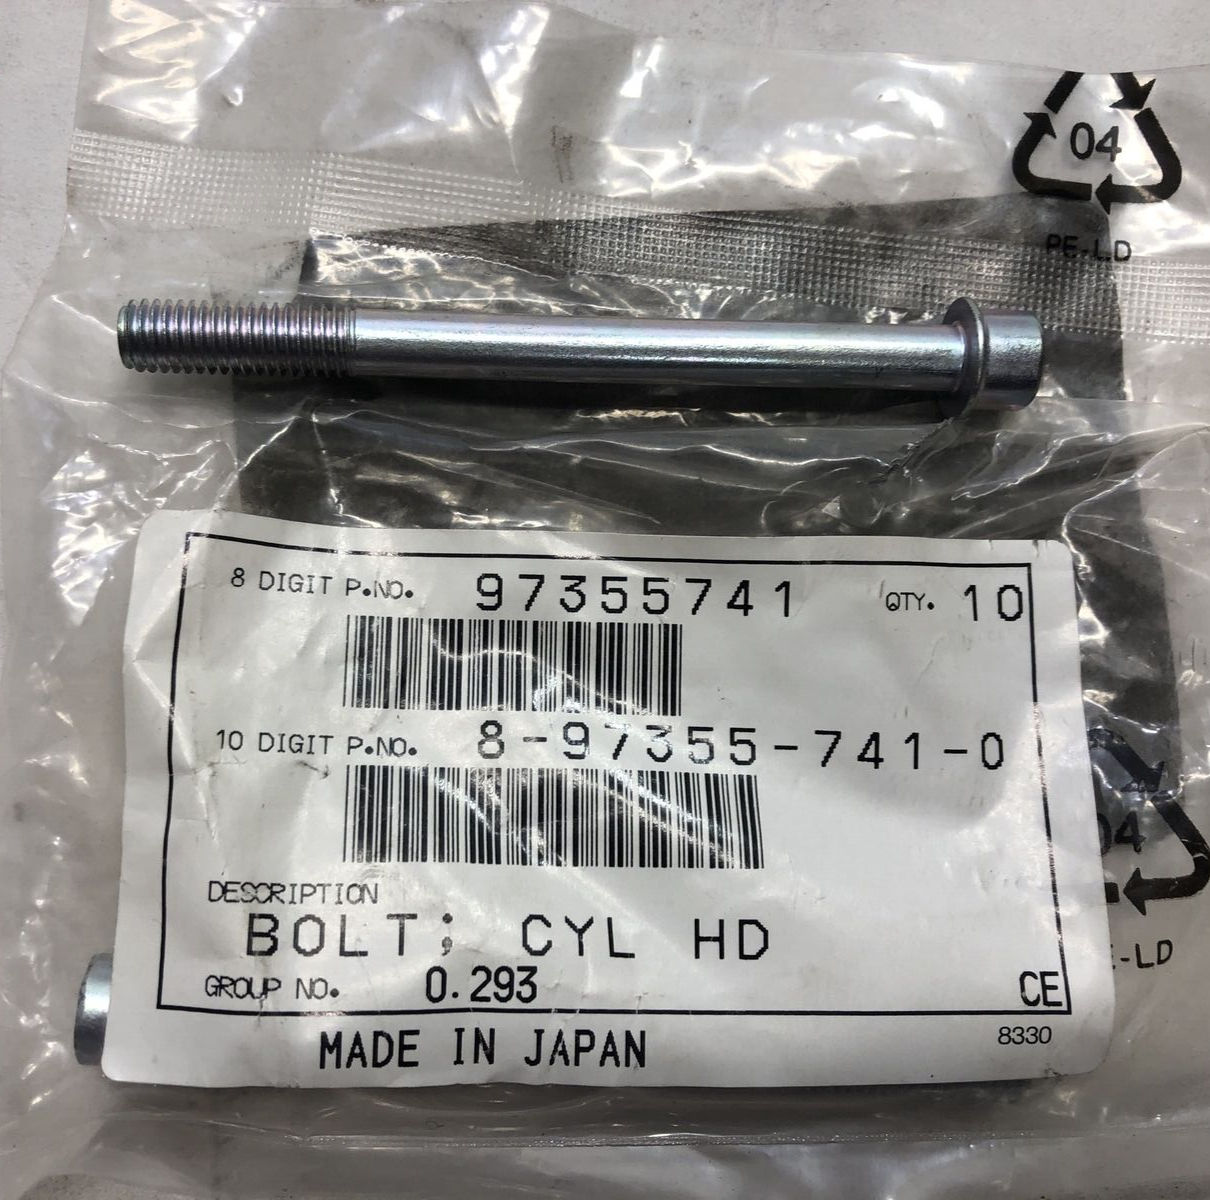 04
PE-LD
8 DIGIT P.NO. 97355741 QTY. 10
10 DIGIT P.NO. 8-97355-741-0
DESCRIPTION
BOLT; CYL HD
GROUP NO. 0.293 CE
MADE IN JAPAN 8330
04
-LD